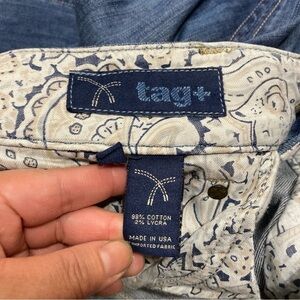 tag+
98% COTTON
2% LYCRA
MADE IN USA
IMPORTED FABRIC